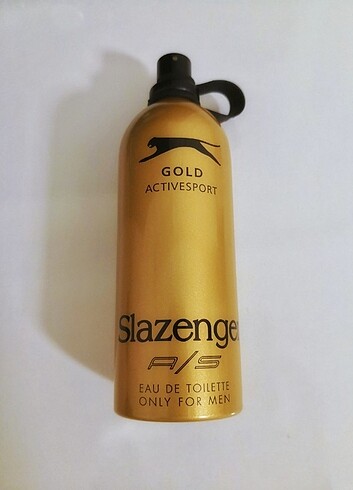 GOLD
ACTIVESPORT
Slazenger
A/S
EAU DE TOILETTE
ONLY FOR MEN